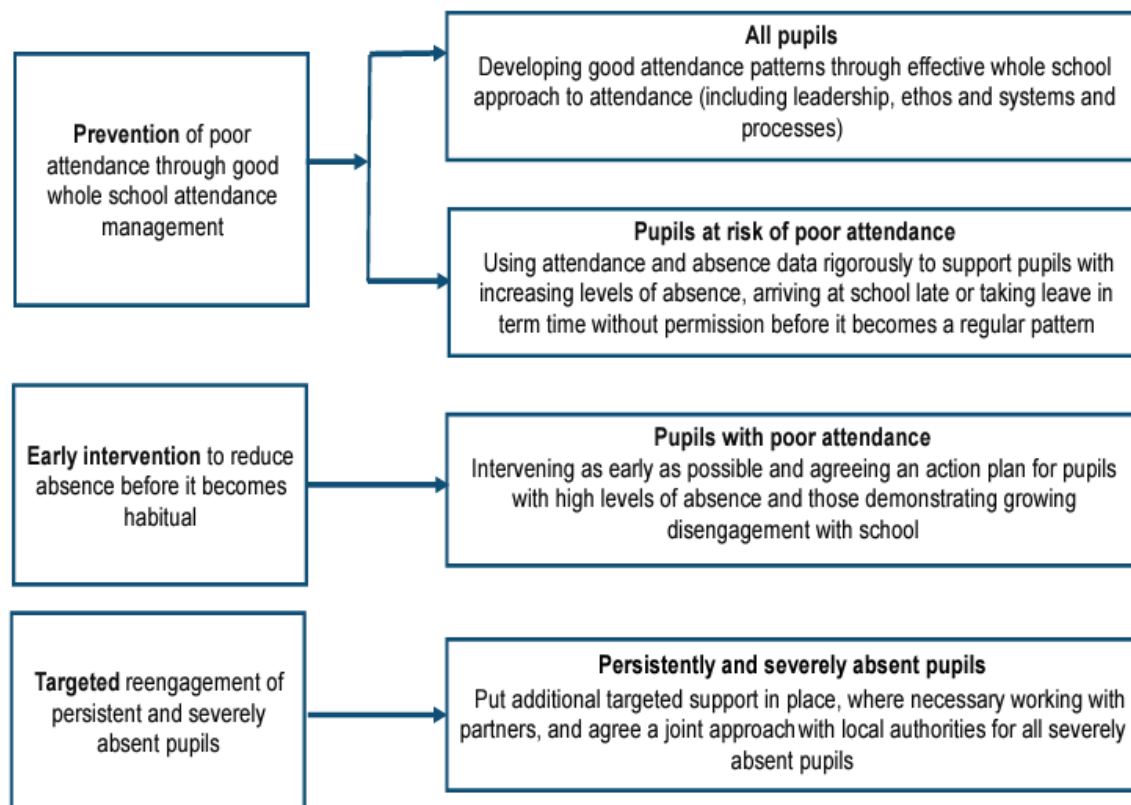 Prevention of poor
attendance through good
whole school attendance
management
All pupils
Developing good attendance patterns through effective whole school
approach to attendance (including leadership, ethos and systems and
processes)
Pupils at risk of poor attendance
Using attendance and absence data rigorously to support pupils with
increasing levels of absence, arriving at school late or taking leave in
term time without permission before it becomes a regular pattern
Early intervention to reduce
absence before it becomes
habitual
Pupils with poor attendance
Intervening as early as possible and agreeing an action plan for pupils
with high levels of absence and those demonstrating growing
disengagement with school
Targeted reengagement of
persistent and severely
absent pupils
Persistently and severely absent pupils
Put additional targeted support in place, where necessary working with
partners, and agree a joint approach with local authorities for all severely
absent pupils